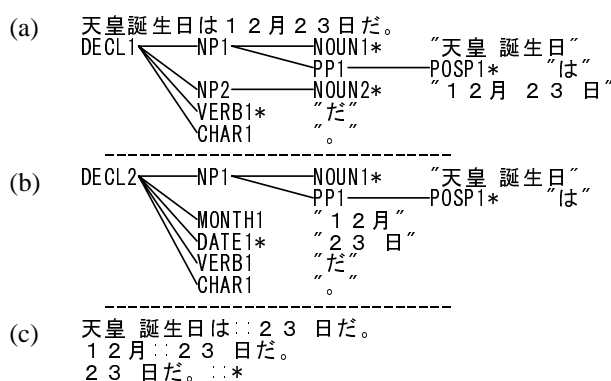 (a) 天皇誕生日は１２月２３日だ。
DECL1 NP1 NOUN1* "天皇 誕生日"
PP1 POSP1* "は"
NP2 NOUN2* "１２月 ２３ 日"
VERB1* "だ"
CHAR1 "。"
--------------------------------
(b) DECL2 NP1 NOUN1* "天皇 誕生日"
PP1 POSP1* "は"
MONTH1 "１２月"
DATE1* "２３ 日"
VERB1 "だ"
CHAR1 "。"
--------------------------------
(c) 天皇 誕生日は::２３ 日だ。
１２月::２３ 日だ。
２３ 日だ。::*